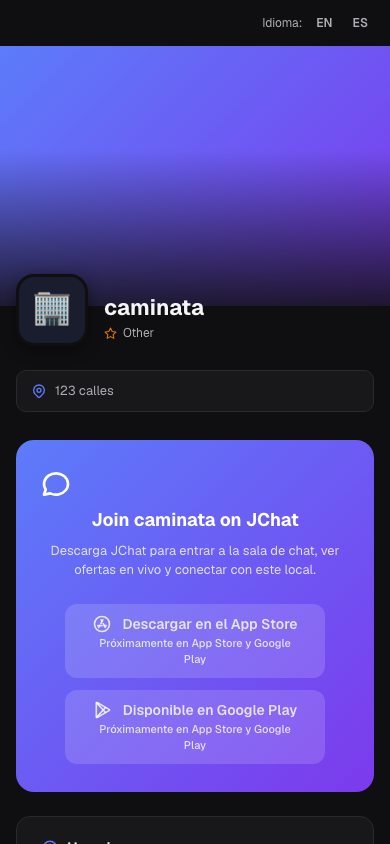 Idioma: EN ES
caminata
Other
123 calles
Join caminata on JChat
Descarga JChat para entrar a la sala de chat, ver
ofertas en vivo y conectar con este local.
Descargar en el App Store
Próximamente en App Store y Google
Play
Disponible en Google Play
Próximamente en App Store y Google
Play